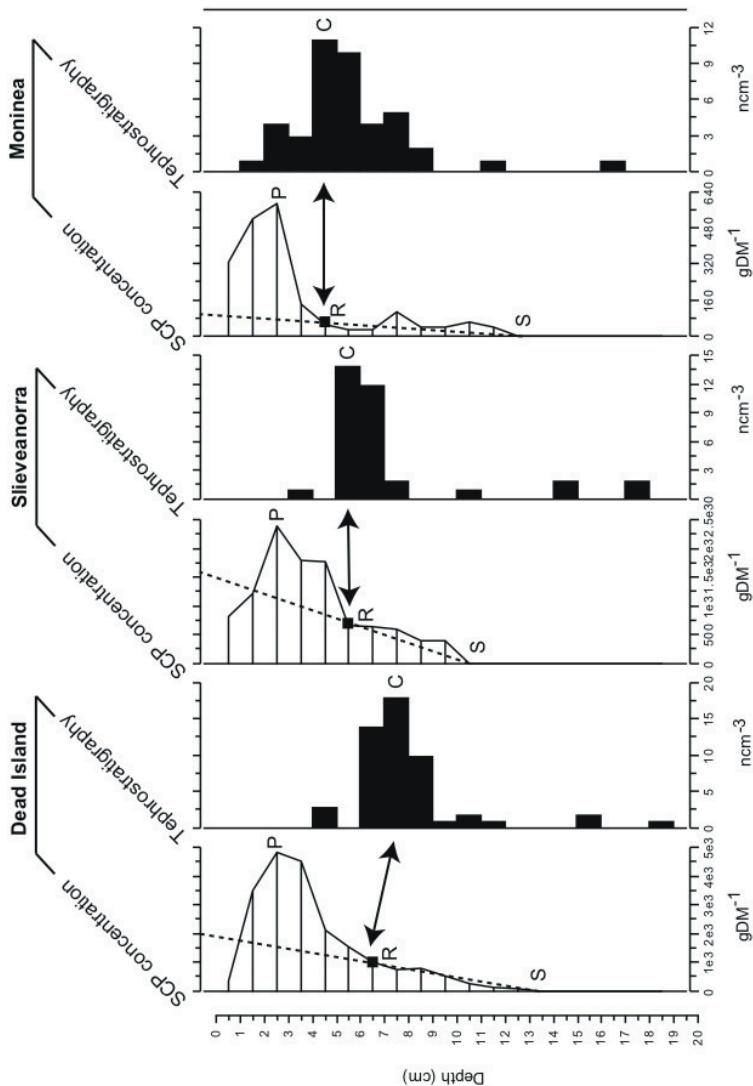 Dead Island
Slieveanorra
Moninea
SCP concentration
Tephrostratigraphy
SCP concentration
Tephrostratigraphy
SCP concentration
Tephrostratigraphy
Depth (cm)
0
1
2
3
4
5
6
7
8
9
10
11
12
13
14
15
16
17
18
19
20
P
R
S
C
P
R
S
C
P
R
S
C
0 1e3 2e3 3e3 4e3 5e3
0 5 10 15 20
0 500 1e3 1.5e3 2e3 2.5e3
0 3 6 9 12 15
0 160 320 480 640
0 3 6 9 12
gDM-1
ncm-3
gDM-1
ncm-3
gDM-1
ncm-3